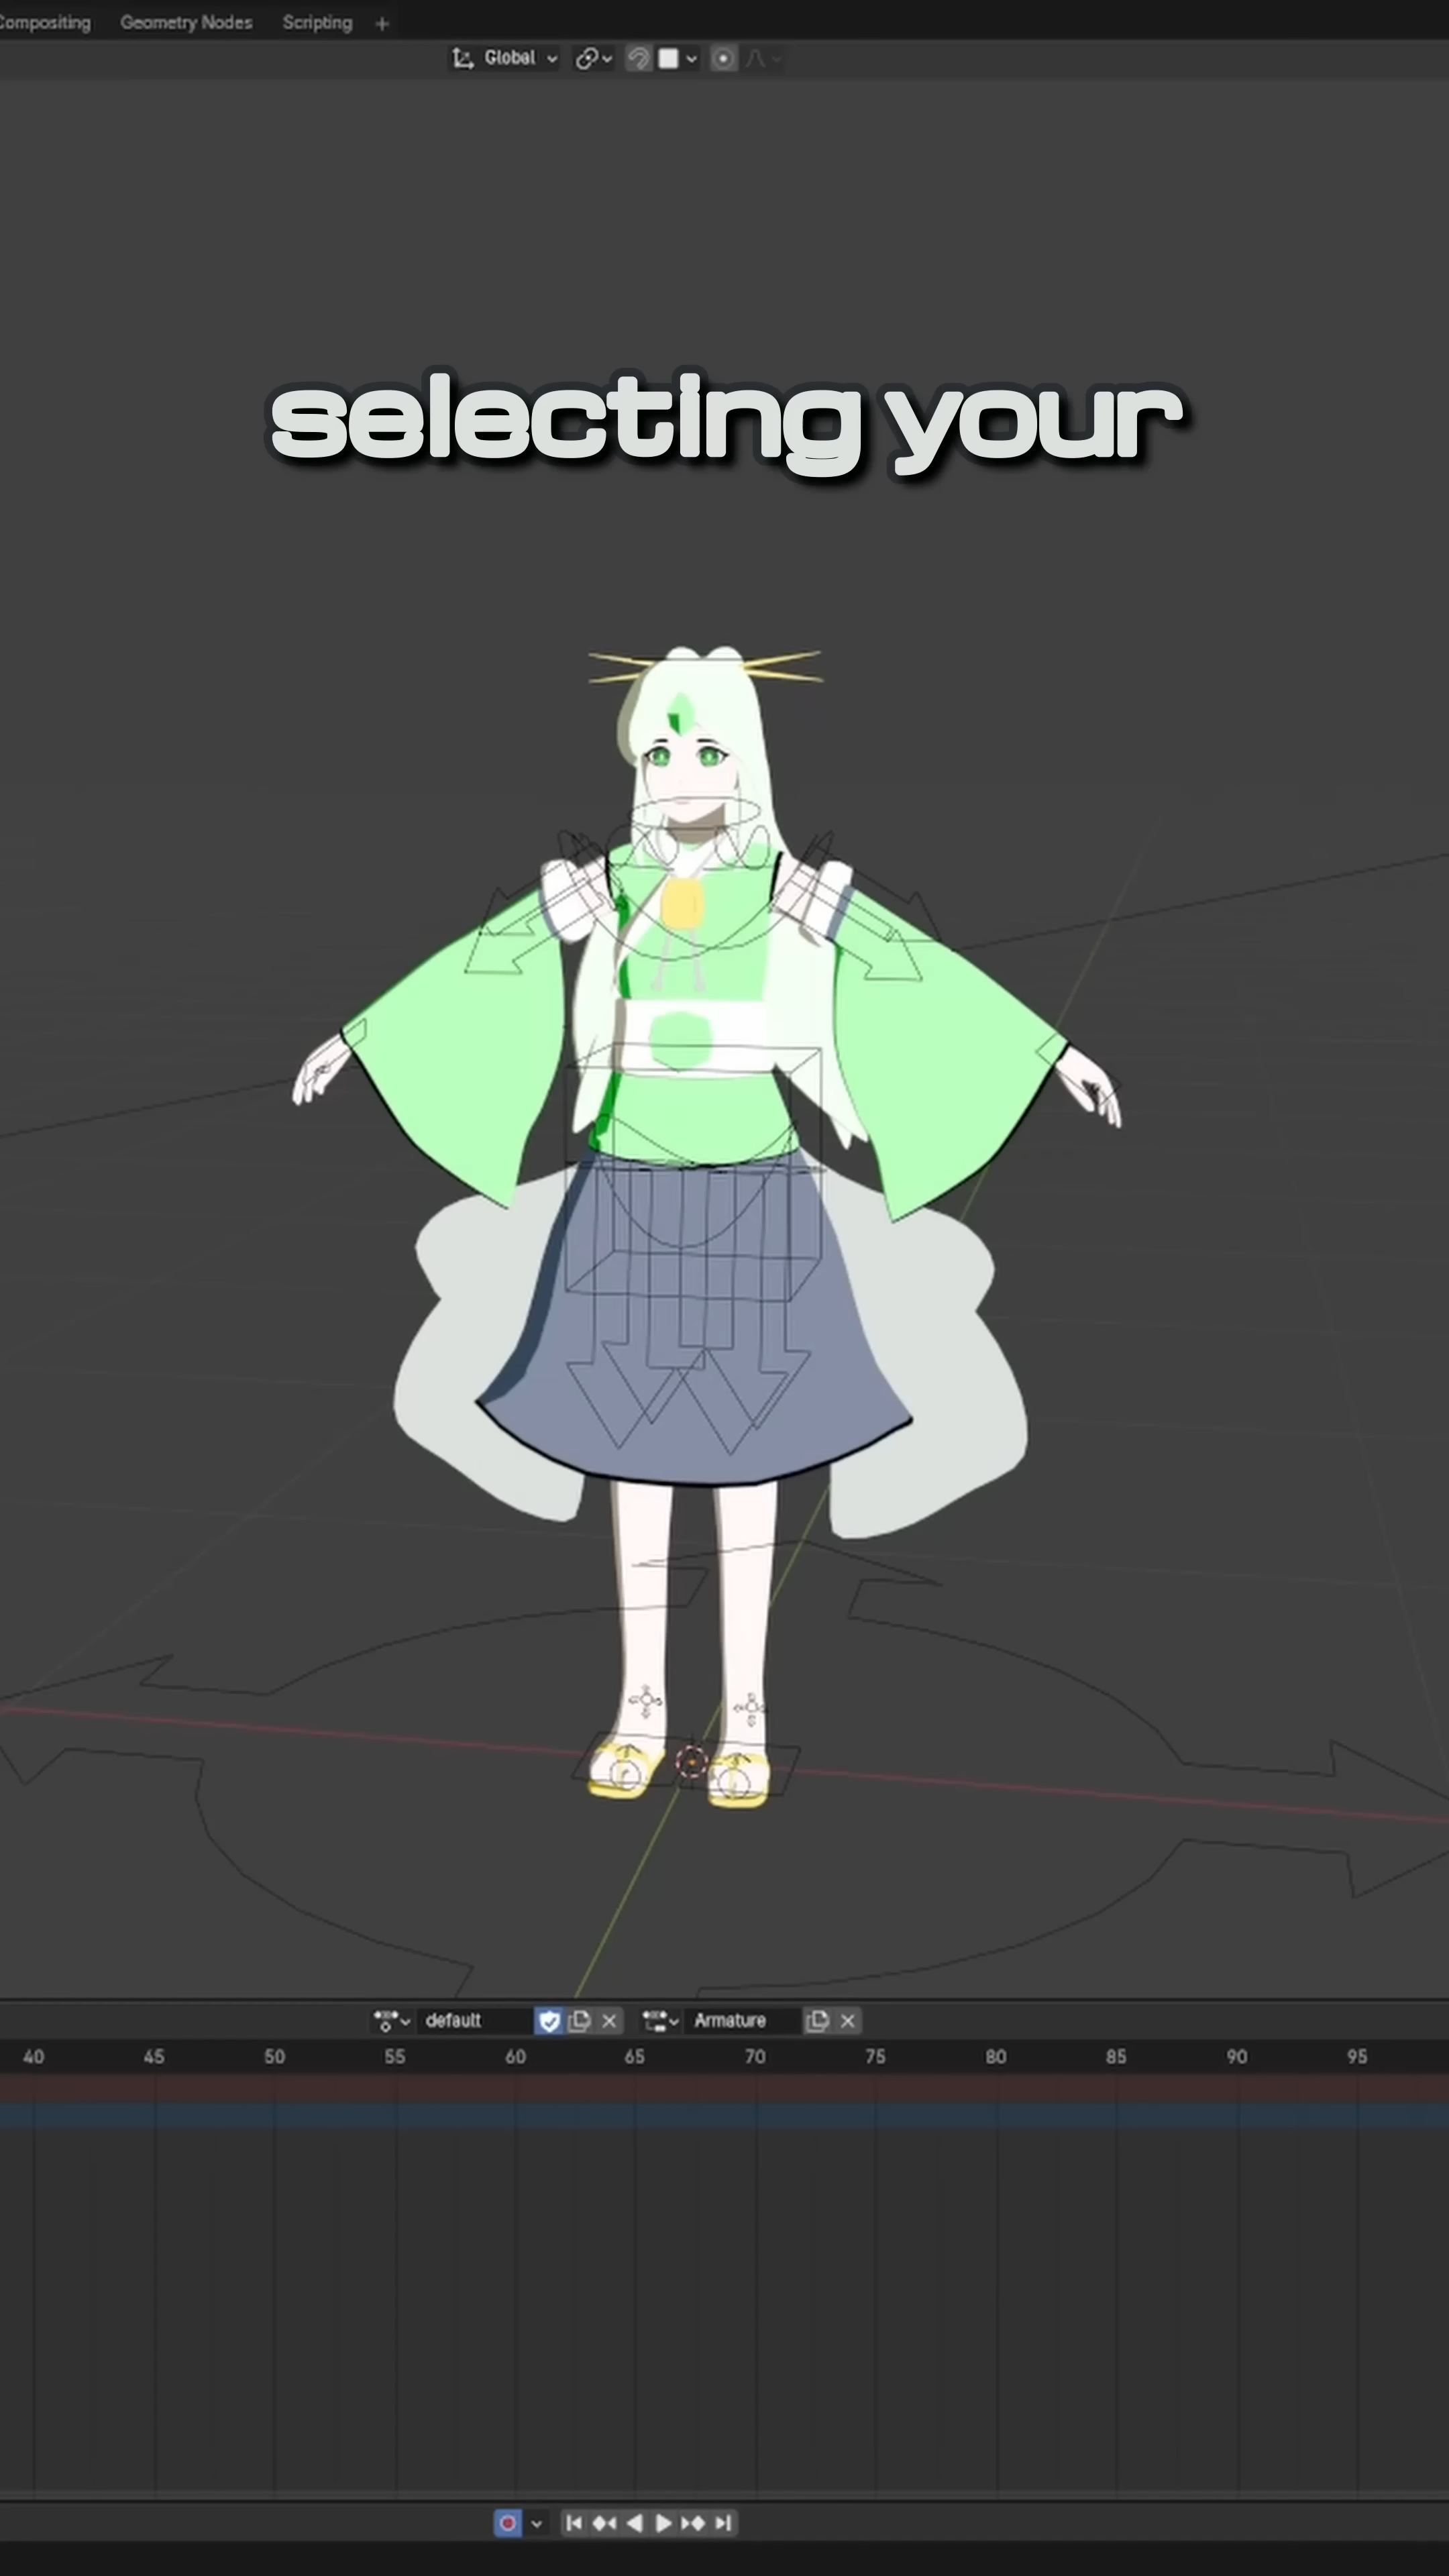 Compositing Geometry Nodes Scripting +
Global
selecting your
default Armature
40 45 50 55 60 65 70 75 80 85 90 95